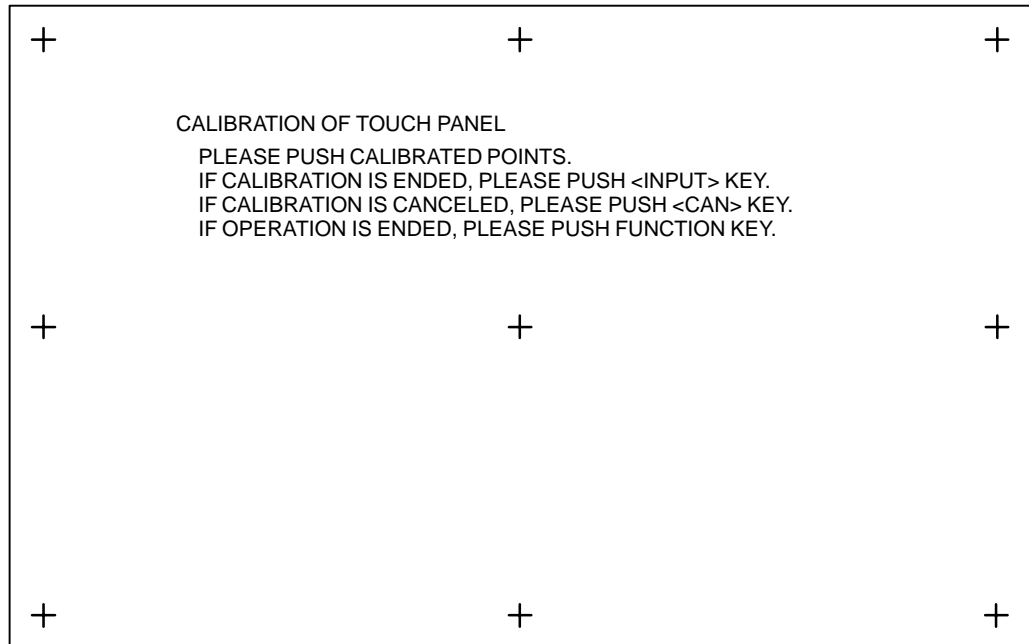 CALIBRATION OF TOUCH PANEL
PLEASE PUSH CALIBRATED POINTS.
IF CALIBRATION IS ENDED, PLEASE PUSH <INPUT> KEY.
IF CALIBRATION IS CANCELED, PLEASE PUSH <CAN> KEY.
IF OPERATION IS ENDED, PLEASE PUSH FUNCTION KEY.